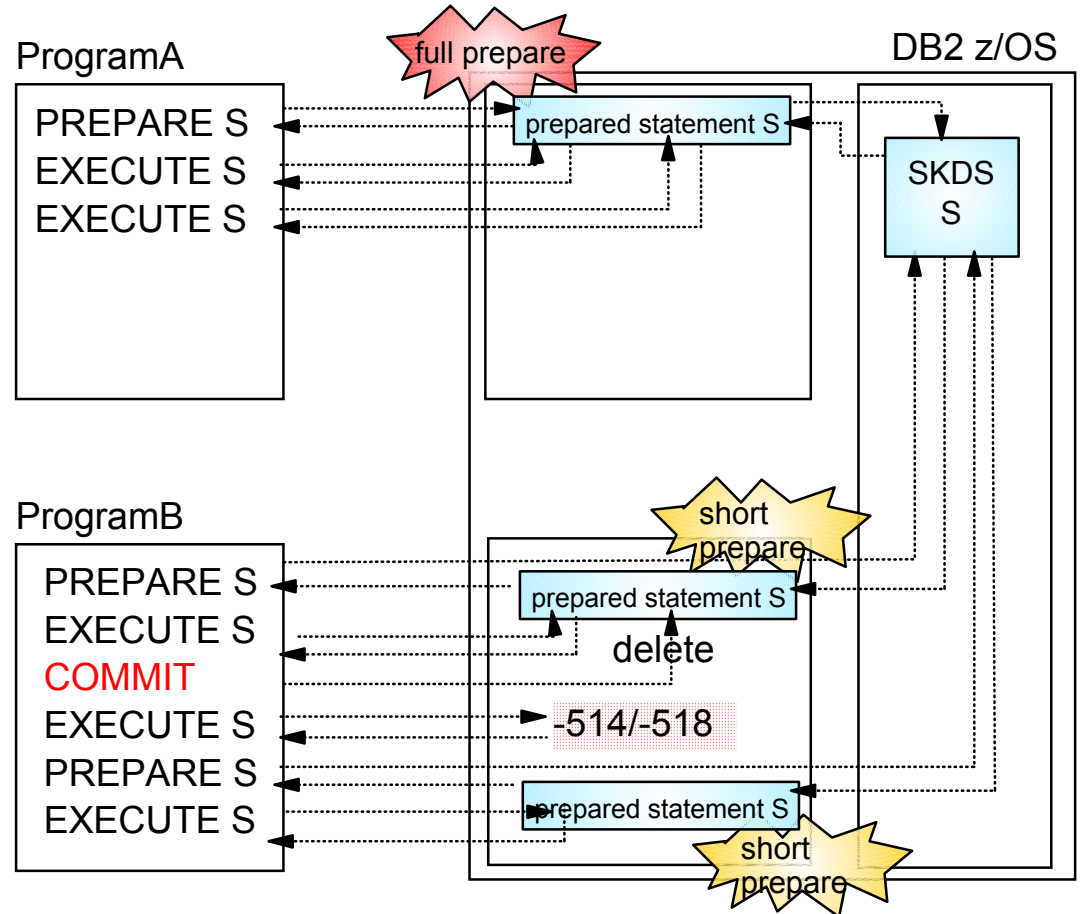 ProgramA
full prepare
DB2 z/OS
PREPARE S
EXECUTE S
EXECUTE S
prepared statement S
SKDS
S
ProgramB
short
prepare
PREPARE S
EXECUTE S
COMMIT
EXECUTE S
PREPARE S
EXECUTE S
prepared statement S
delete
-514/-518
prepared statement S
short
prepare